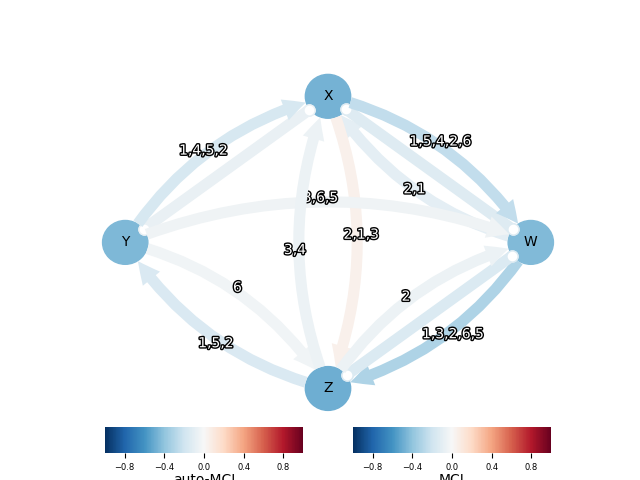 X
1,4,5,2
1,5,4,2,6
2,1
3,6,5
Y
2,1,3
W
3,4
6
2
1,5,2
1,3,2,6,5
Z
−0.8 −0.4 0.0 0.4 0.8
−0.8 −0.4 0.0 0.4 0.8
auto-MCI
MCI